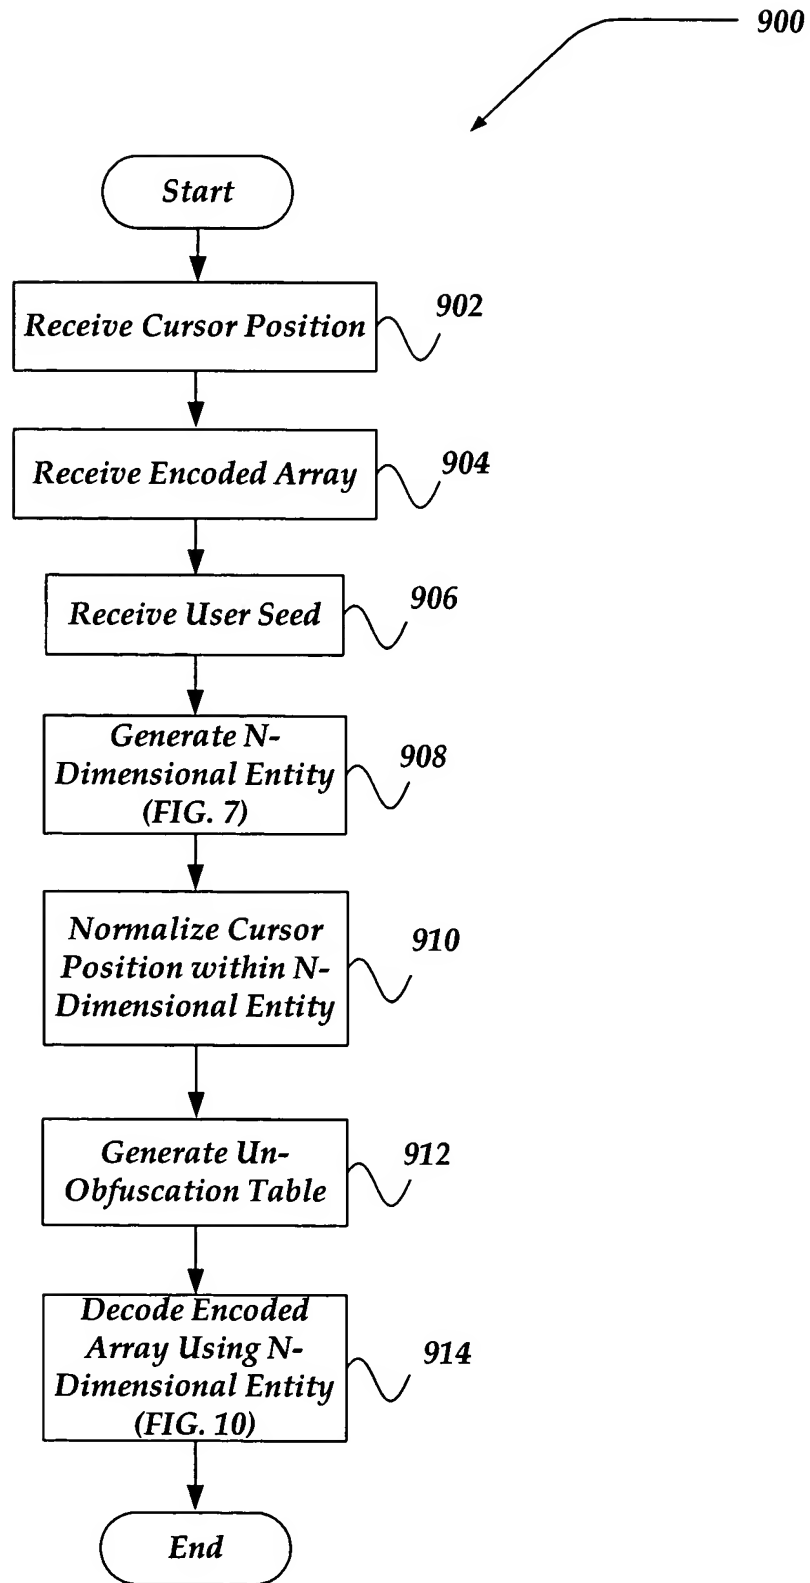 900
Start
Receive Cursor Position
902
Receive Encoded Array
904
Receive User Seed
906
Generate N-
Dimensional Entity
(FIG. 7)
908
Normalize Cursor
Position within N-
Dimensional Entity
910
Generate Un-
Obfuscation Table
912
Decode Encoded
Array Using N-
Dimensional Entity
(FIG. 10)
914
End